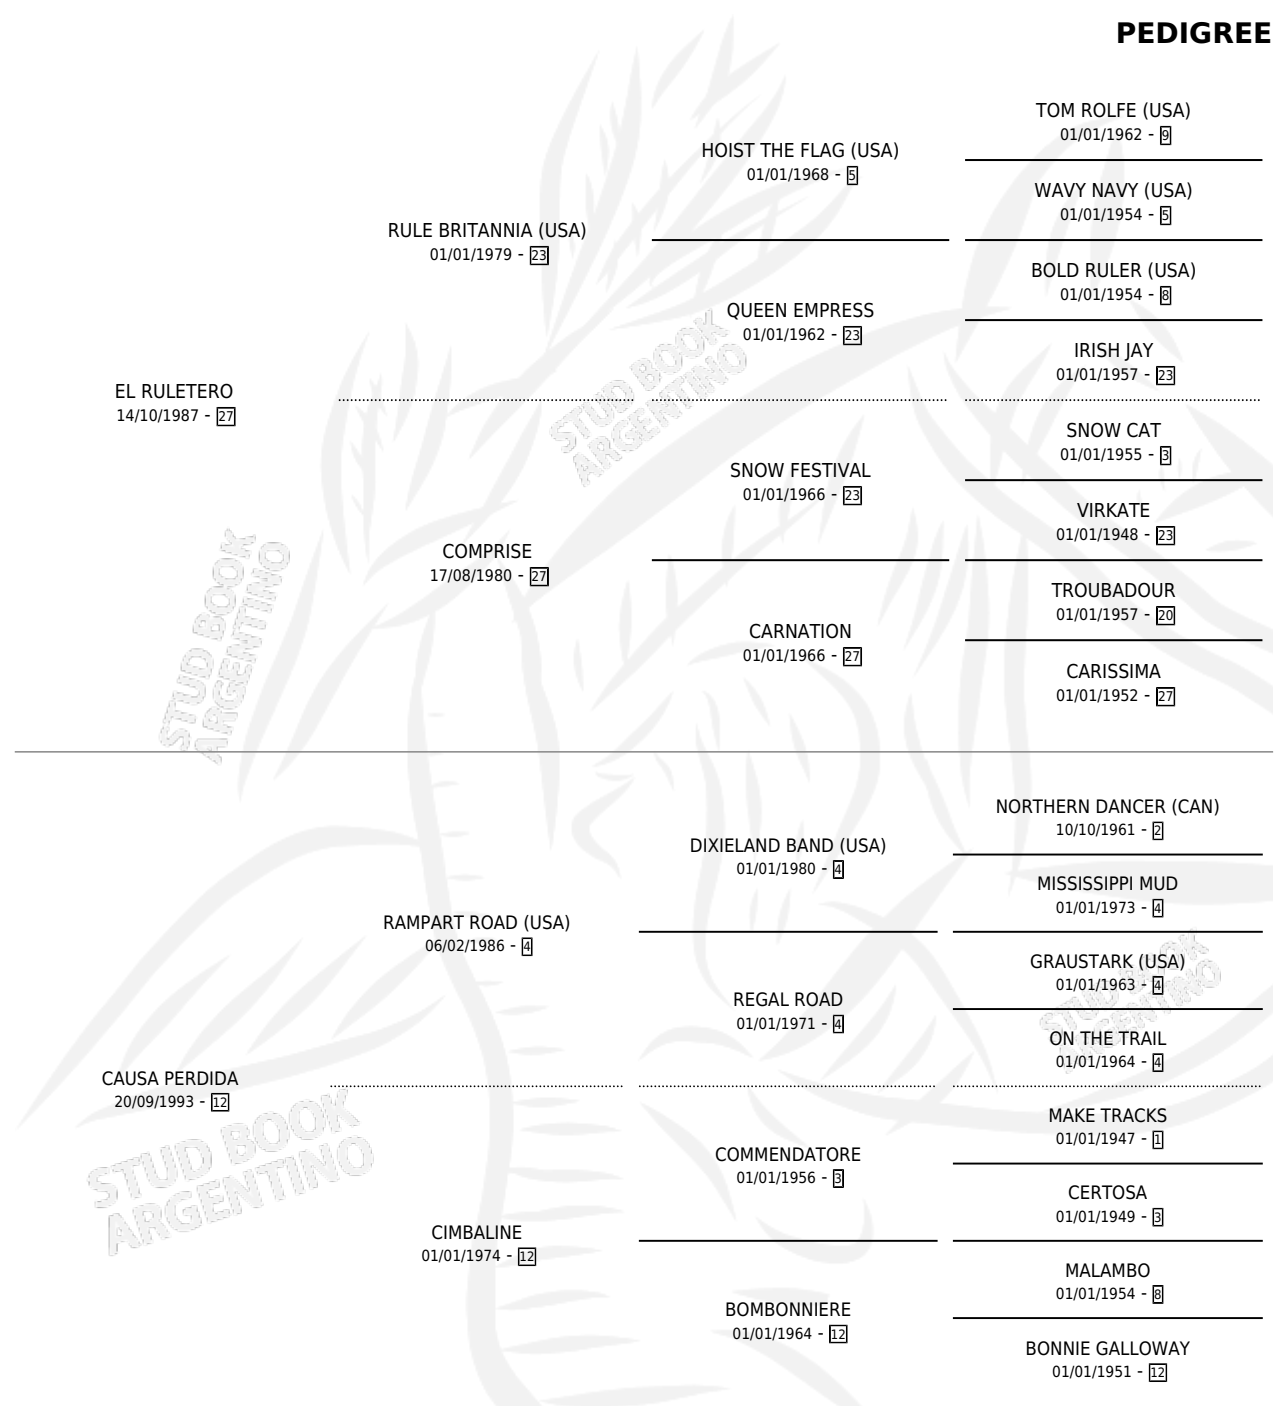 PEDIGREE
TOM ROLFE (USA)
01/01/1962 - 9
HOIST THE FLAG (USA)
01/01/1968 - 5
WAVY NAVY (USA)
01/01/1954 - 5
RULE BRITANNIA (USA)
01/01/1979 - 23
BOLD RULER (USA)
01/01/1954 - 8
QUEEN EMPRESS
01/01/1962 - 23
IRISH JAY
01/01/1957 - 23
EL RULETERO
14/10/1987 - 27
STUD BOOK
ARGENTINO
SNOW CAT
01/01/1955 - 3
SNOW FESTIVAL
01/01/1966 - 23
VIRKATE
01/01/1948 - 23
COMPRISE
17/08/1980 - 27
TROUBADOUR
01/01/1957 - 20
CARNATION
01/01/1966 - 27
CARISSIMA
01/01/1952 - 27
STUD BOOK
ARGENTINO
NORTHERN DANCER (CAN)
10/10/1961 - 2
DIXIELAND BAND (USA)
01/01/1980 - 4
MISSISSIPPI MUD
01/01/1973 - 4
RAMPART ROAD (USA)
06/02/1986 - 4
GRAUSTARK (USA)
01/01/1963 - 4
REGAL ROAD
01/01/1971 - 4
STUD BOOK
ARGENTINO
ON THE TRAIL
01/01/1964 - 4
CAUSA PERDIDA
20/09/1993 - 12
MAKE TRACKS
01/01/1947 - 1
COMMENDATORE
01/01/1956 - 3
STUD BOOK
ARGENTINO
CERTOSA
01/01/1949 - 3
CIMBALINE
01/01/1974 - 12
MALAMBO
01/01/1954 - 8
BOMBONNIERE
01/01/1964 - 12
BONNIE GALLOWAY
01/01/1951 - 12